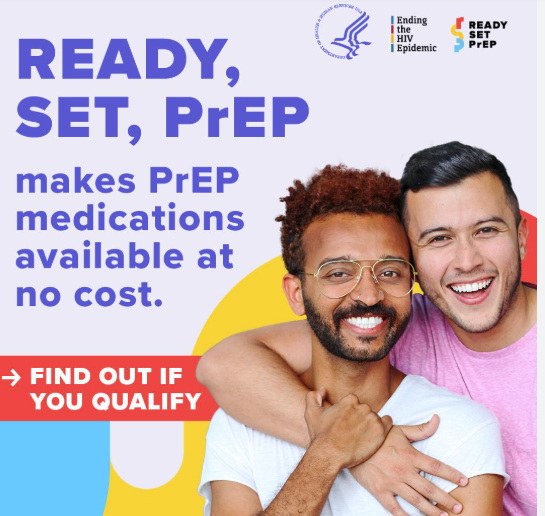 Ending
the
HIV
Epidemic
READY
SET
PrEP
READY,
SET, PrEP
makes PrEP
medications
available at
no cost.
→ FIND OUT IF
YOU QUALIFY